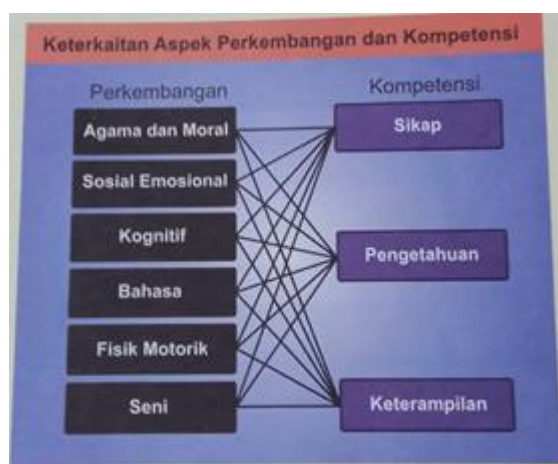 Keterkaitan Aspek Perkembangan dan Kompetensi
Perkembangan
Kompetensi
Agama dan Moral
Sosial Emosional
Kognitif
Bahasa
Fisik Motorik
Seni
Sikap
Pengetahuan
Keterampilan